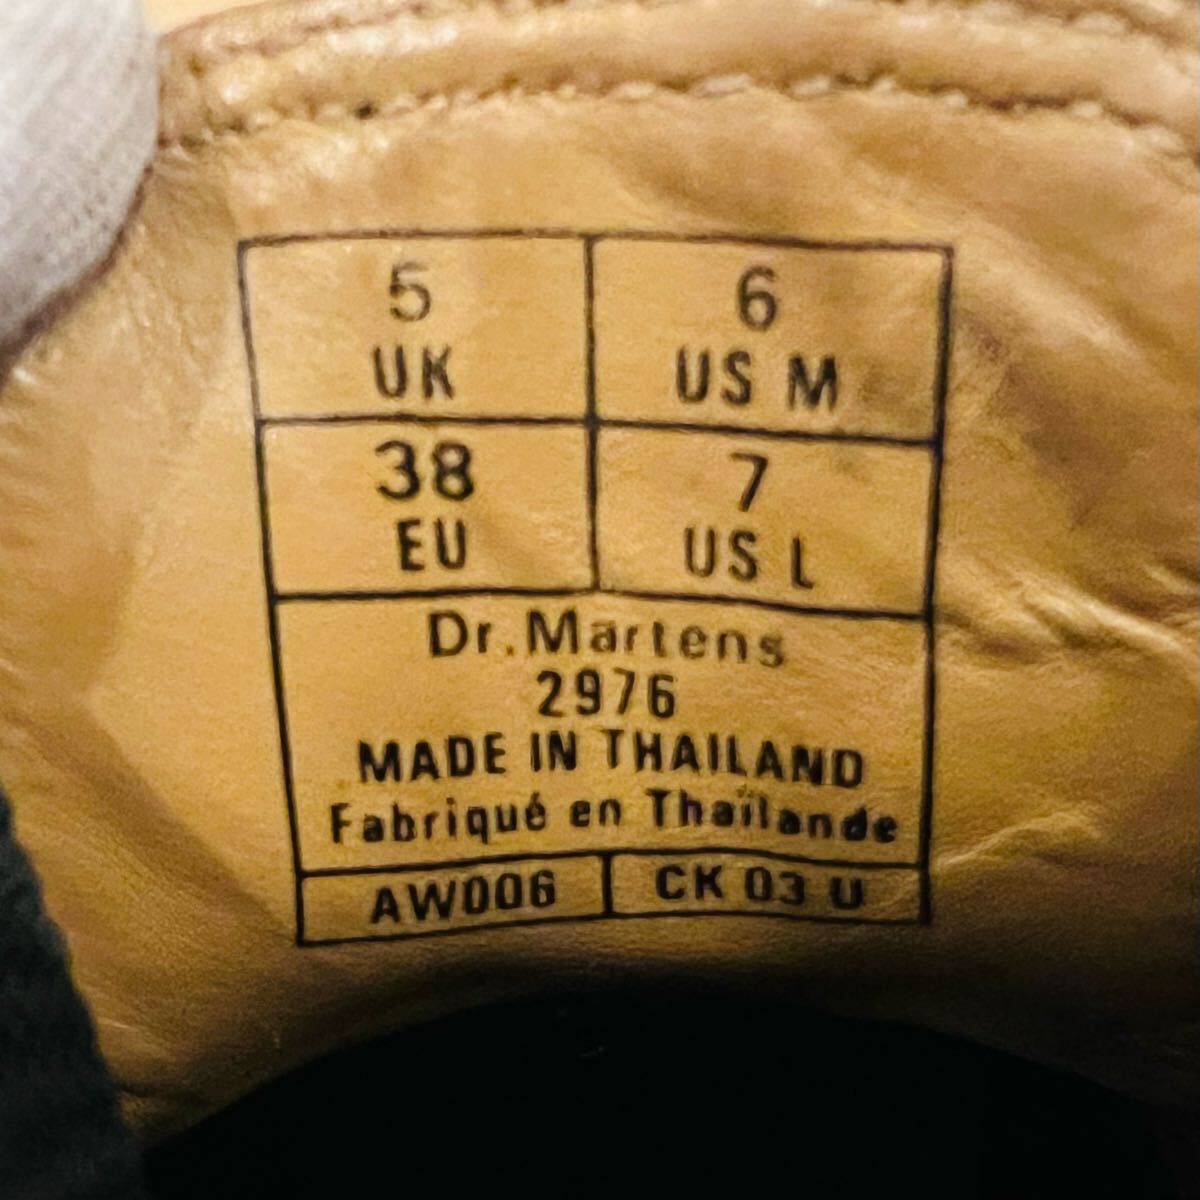 5
UK
6
US M
38
EU
7
US L
Dr.Martens
2976
MADE IN THAILAND
Fabriqué en Thaïlande
AW006
CK 03 U